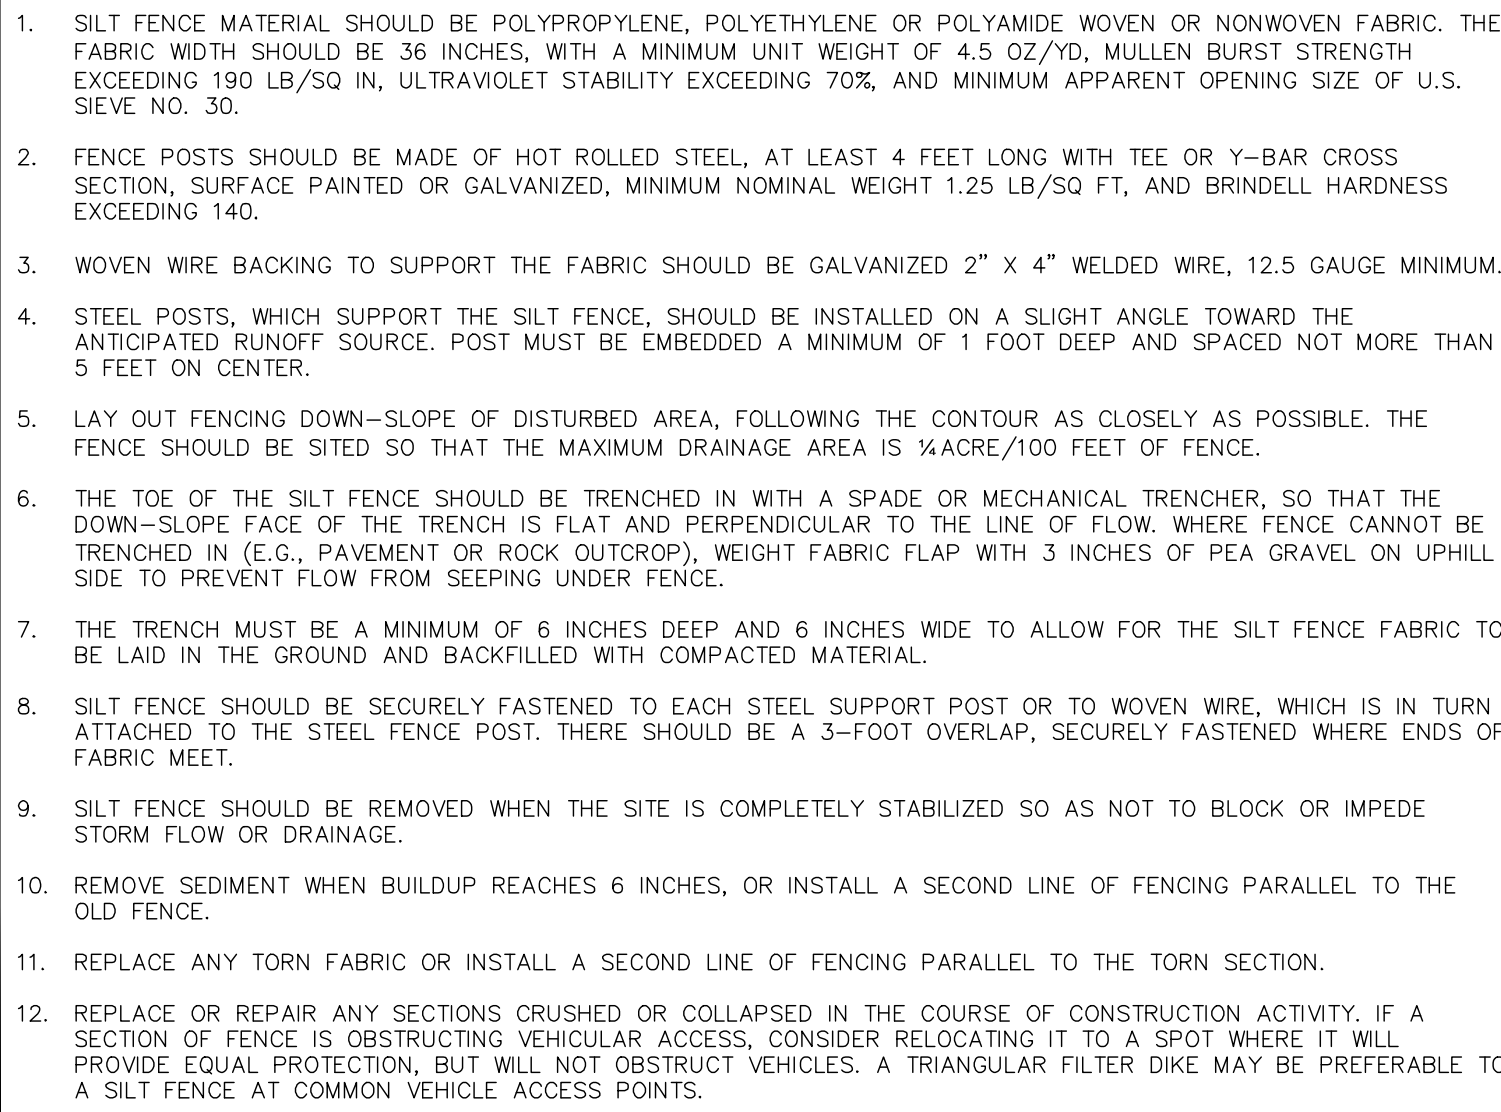 1. SILT FENCE MATERIAL SHOULD BE POLYPROPYLENE, POLYETHYLENE OR POLYAMIDE WOVEN OR NONWOVEN FABRIC. THE
FABRIC WIDTH SHOULD BE 36 INCHES, WITH A MINIMUM UNIT WEIGHT OF 4.5 OZ/YD, MULLEN BURST STRENGTH
EXCEEDING 190 LB/SQ IN, ULTRAVIOLET STABILITY EXCEEDING 70%, AND MINIMUM APPARENT OPENING SIZE OF U.S.
SIEVE NO. 30.
2. FENCE POSTS SHOULD BE MADE OF HOT ROLLED STEEL, AT LEAST 4 FEET LONG WITH TEE OR Y-BAR CROSS
SECTION, SURFACE PAINTED OR GALVANIZED, MINIMUM NOMINAL WEIGHT 1.25 LB/SQ FT, AND BRINDELL HARDNESS
EXCEEDING 140.
3. WOVEN WIRE BACKING TO SUPPORT THE FABRIC SHOULD BE GALVANIZED 2" X 4" WELDED WIRE, 12.5 GAUGE MINIMUM.
4. STEEL POSTS, WHICH SUPPORT THE SILT FENCE, SHOULD BE INSTALLED ON A SLIGHT ANGLE TOWARD THE
ANTICIPATED RUNOFF SOURCE. POST MUST BE EMBEDDED A MINIMUM OF 1 FOOT DEEP AND SPACED NOT MORE THAN
5 FEET ON CENTER.
5. LAY OUT FENCING DOWN-SLOPE OF DISTURBED AREA, FOLLOWING THE CONTOUR AS CLOSELY AS POSSIBLE. THE
FENCE SHOULD BE SITED SO THAT THE MAXIMUM DRAINAGE AREA IS ¼ ACRE/100 FEET OF FENCE.
6. THE TOE OF THE SILT FENCE SHOULD BE TRENCHED IN WITH A SPADE OR MECHANICAL TRENCHER, SO THAT THE
DOWN-SLOPE FACE OF THE TRENCH IS FLAT AND PERPENDICULAR TO THE LINE OF FLOW. WHERE FENCE CANNOT BE
TRENCHED IN (E.G., PAVEMENT OR ROCK OUTCROP), WEIGHT FABRIC FLAP WITH 3 INCHES OF PEA GRAVEL ON UPHILL
SIDE TO PREVENT FLOW FROM SEEPING UNDER FENCE.
7. THE TRENCH MUST BE A MINIMUM OF 6 INCHES DEEP AND 6 INCHES WIDE TO ALLOW FOR THE SILT FENCE FABRIC TO
BE LAID IN THE GROUND AND BACKFILLED WITH COMPACTED MATERIAL.
8. SILT FENCE SHOULD BE SECURELY FASTENED TO EACH STEEL SUPPORT POST OR TO WOVEN WIRE, WHICH IS IN TURN
ATTACHED TO THE STEEL FENCE POST. THERE SHOULD BE A 3-FOOT OVERLAP, SECURELY FASTENED WHERE ENDS OF
FABRIC MEET.
9. SILT FENCE SHOULD BE REMOVED WHEN THE SITE IS COMPLETELY STABILIZED SO AS NOT TO BLOCK OR IMPEDE
STORM FLOW OR DRAINAGE.
10. REMOVE SEDIMENT WHEN BUILDUP REACHES 6 INCHES, OR INSTALL A SECOND LINE OF FENCING PARALLEL TO THE
OLD FENCE.
11. REPLACE ANY TORN FABRIC OR INSTALL A SECOND LINE OF FENCING PARALLEL TO THE TORN SECTION.
12. REPLACE OR REPAIR ANY SECTIONS CRUSHED OR COLLAPSED IN THE COURSE OF CONSTRUCTION ACTIVITY. IF A
SECTION OF FENCE IS OBSTRUCTING VEHICULAR ACCESS, CONSIDER RELOCATING IT TO A SPOT WHERE IT WILL
PROVIDE EQUAL PROTECTION, BUT WILL NOT OBSTRUCT VEHICLES. A TRIANGULAR FILTER DIKE MAY BE PREFERABLE TO
A SILT FENCE AT COMMON VEHICLE ACCESS POINTS.